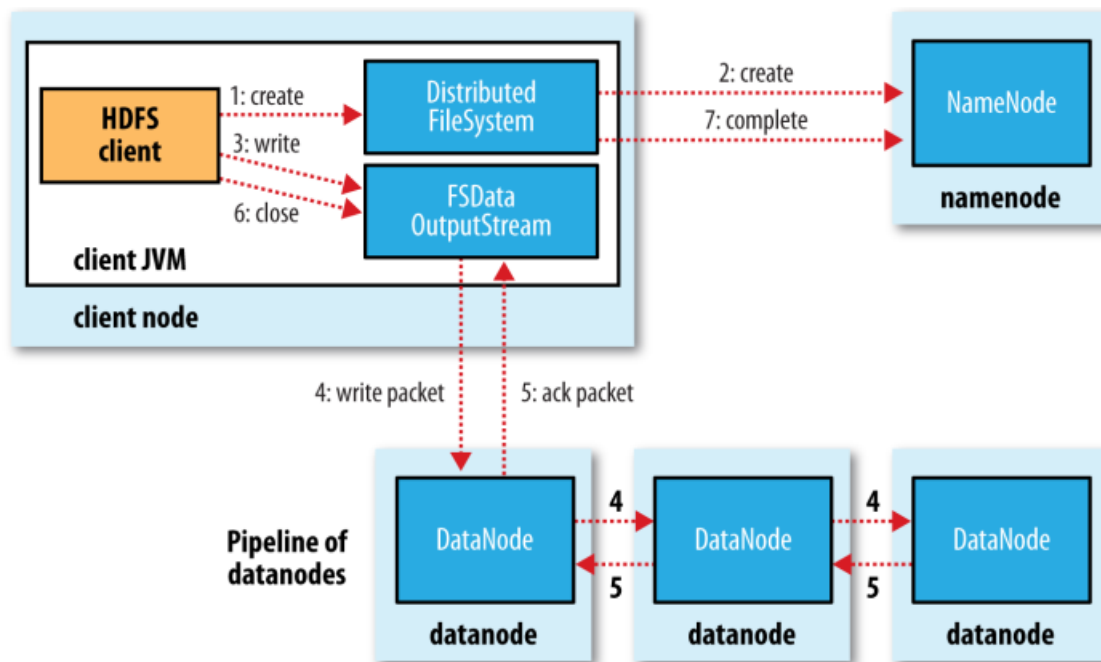 HDFS
client
1: create
3: write
6: close
Distributed
FileSystem
FSData
OutputStream
client JVM
client node
2: create
7: complete
NameNode
namenode
4: write packet
5: ack packet
Pipeline of
datanodes
DataNode
4
5
DataNode
4
5
DataNode
datanode
datanode
datanode